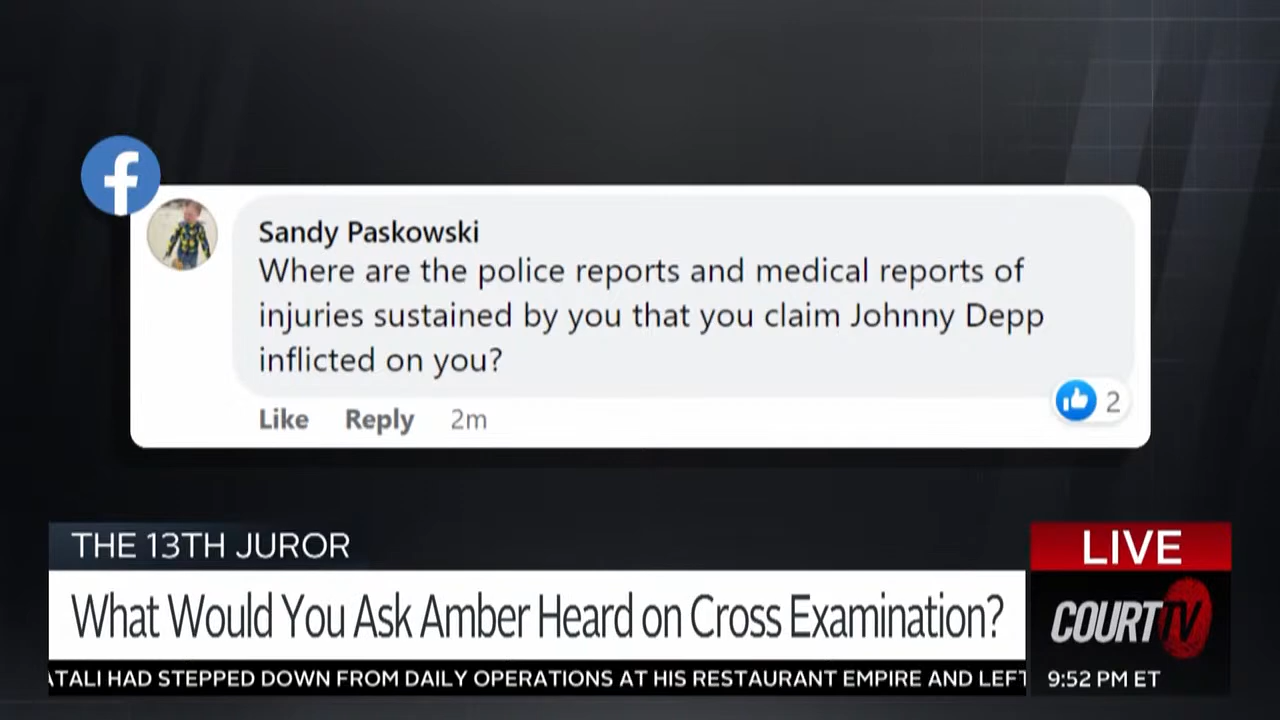 f
Sandy Paskowski
Where are the police reports and medical reports of
injuries sustained by you that you claim Johnny Depp
inflicted on you?
Like Reply 2m
2
THE 13TH JUROR
LIVE
What Would You Ask Amber Heard on Cross Examination?
COURT TV
ATALI HAD STEPPED DOWN FROM DAILY OPERATIONS AT HIS RESTAURANT EMPIRE AND LEFT
9:52 PM ET